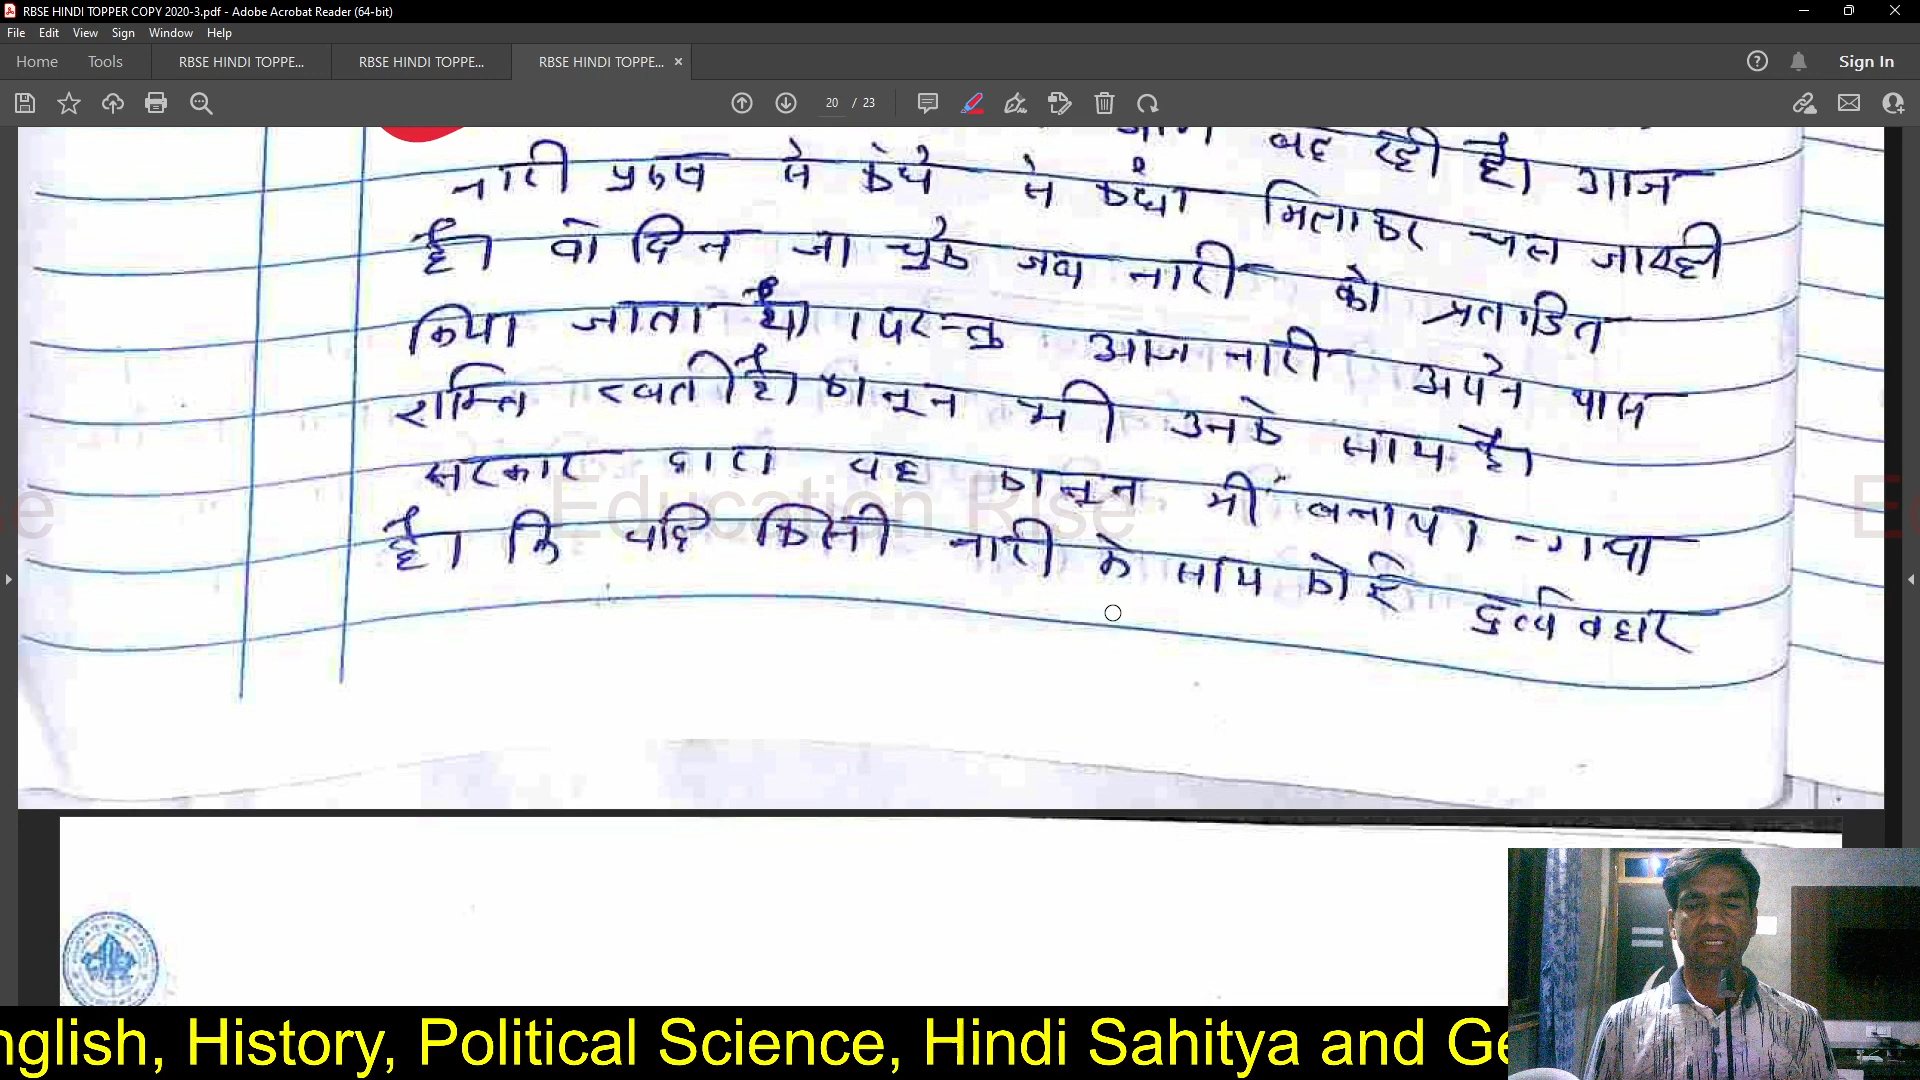 RBSE HINDI TOPPER COPY 2020-3.pdf - Adobe Acrobat Reader (64-bit)
File Edit View Sign Window Help
Home Tools RBSE HINDI TOPPE... RBSE HINDI TOPPE... RBSE HINDI TOPPE... × Sign In
20 / 23
बढ़ रही है। आज
नारी पुरुष से कंधे से कंधा मिलाकर चल जा रही
है। वो दिन जा चुके जब नारी को प्रताडित
किया जाता था। परन्तु आज नारी अपने पास
शक्ति रखती है। कानून भी उनके साथ है।
सरकार द्वारा यह कानून भी बनाया गया
है। कि यदि किसी नारी के साथ कोई दुर्व्यवहार
Education Rise
nglish, History, Political Science, Hindi Sahitya and Ge